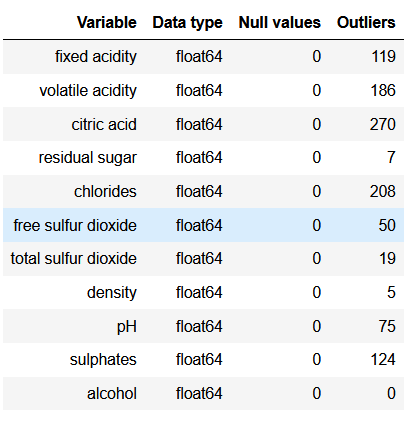 Variable Data type Null values Outliers
fixed acidity float64 0 119
volatile acidity float64 0 186
citric acid float64 0 270
residual sugar float64 0 7
chlorides float64 0 208
free sulfur dioxide float64 0 50
total sulfur dioxide float64 0 19
density float64 0 5
pH float64 0 75
sulphates float64 0 124
alcohol float64 0 0